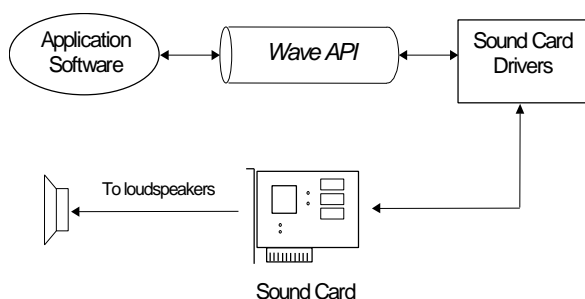 Application
Software
Wave API
Sound Card
Drivers
To loudspeakers
Sound Card